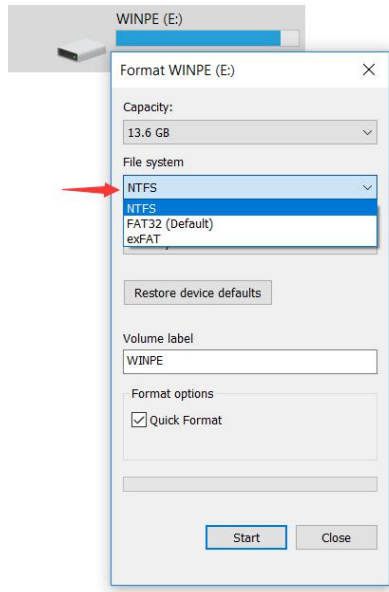 WINPE (E:)
Format WINPE (E:)
Capacity:
13.6 GB
File system
NTFS
NTFS
FAT32 (Default)
exFAT
Restore device defaults
Volume label
WINPE
Format options
Quick Format
Start
Close